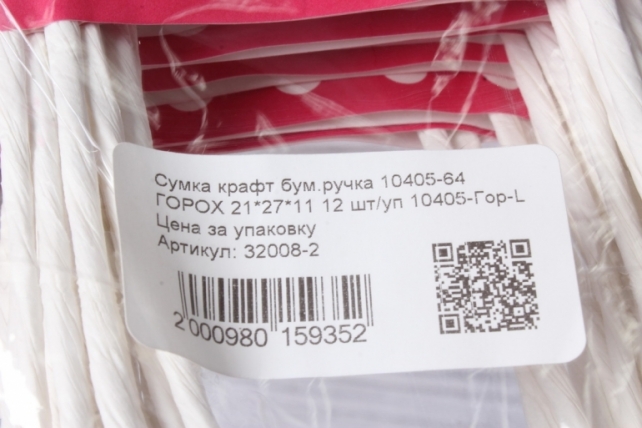 Сумка крафт бум.ручка 10405-64
ГОРОХ 21*27*11 12 шт/уп 10405-Гор-L
Цена за упаковку
Артикул: 32008-2
2 000980 159352